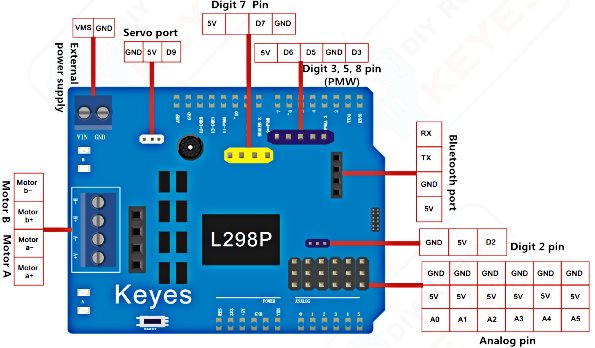 Digit 7 Pin
5V D7 GND
VMS GND
Servo port
GND 5V D9
5V D6 D5 GND D3
Digit 3, 5, 8 pin
(PMW)
External
power supply
VIN GND
B
RX
TX
GND
5V
Bluetooth port
Motor B Motor A
Motor
b-
Motor
b+
Motor
a-
Motor
a+
L298P
GND 5V D2
Digit 2 pin
Keyes
A
POWER ANALOG
0 1 2 3 4 5
GND GND GND GND GND GND
5V 5V 5V 5V 5V 5V
A0 A1 A2 A3 A4 A5
Analog pin